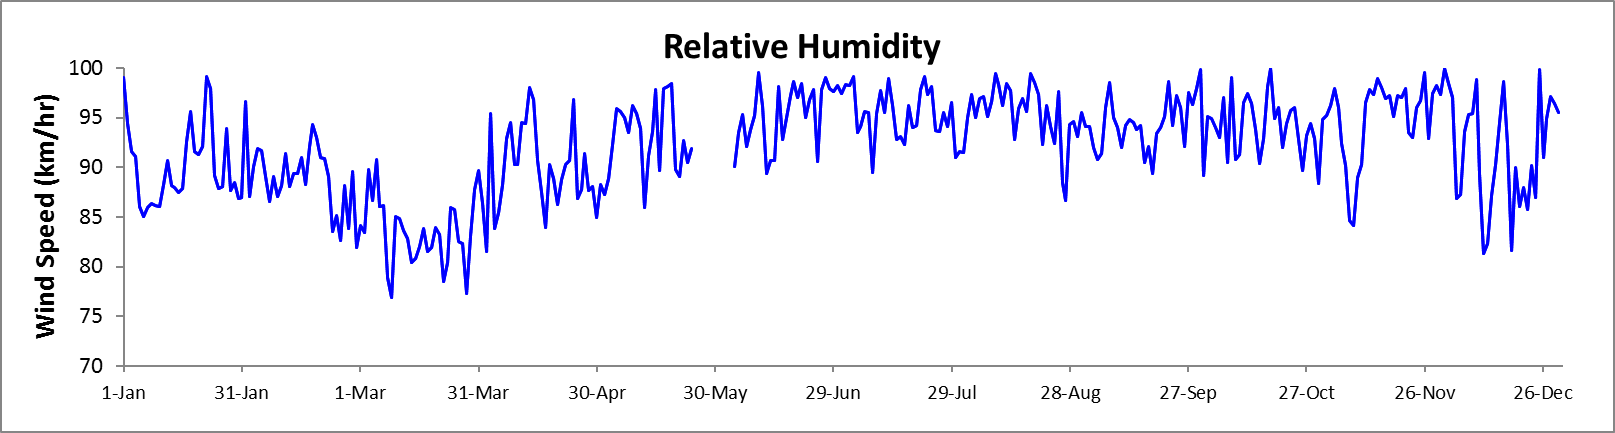 Relative Humidity
Wind Speed (km/hr)
100
95
90
85
80
75
70
1-Jan 31-Jan 1-Mar 31-Mar 30-Apr 30-May 29-Jun 29-Jul 28-Aug 27-Sep 27-Oct 26-Nov 26-Dec